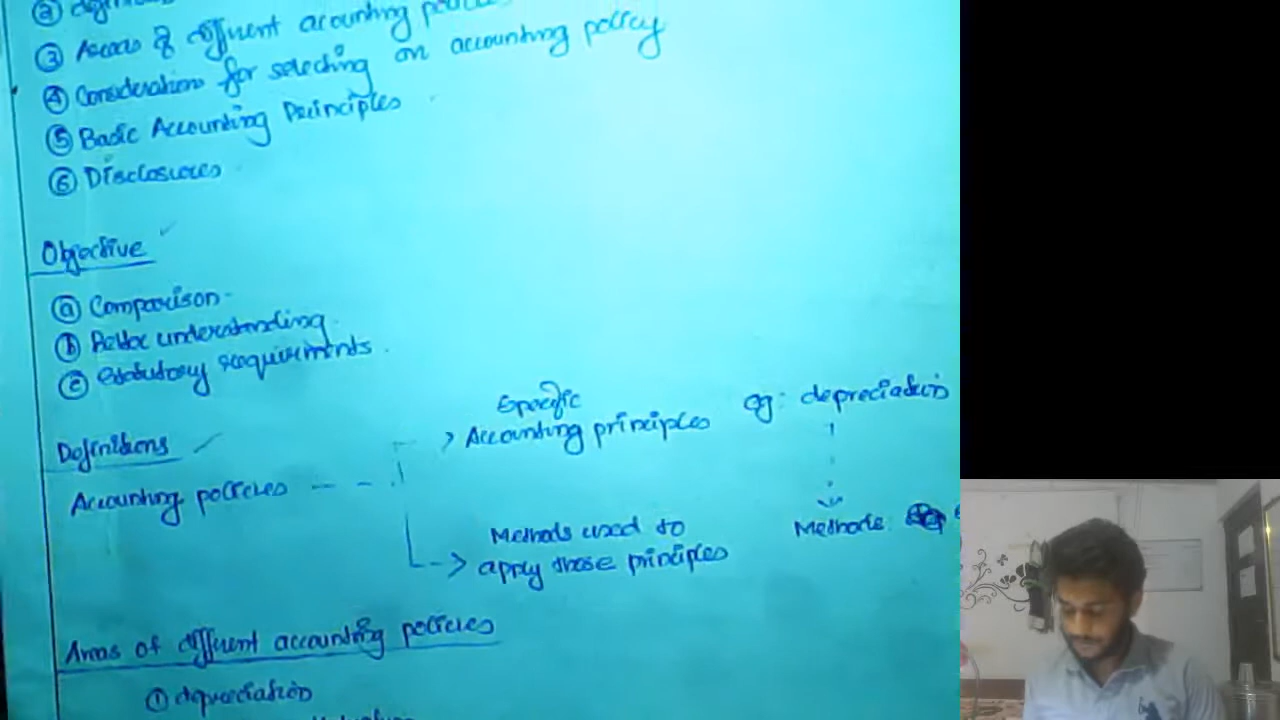 ②
③ Areas of different accounting
④ Considerations for selecting an accounting policy
⑤ Basic Accounting Principles
⑥ Disclosures
Objective
ⓐ Comparison
ⓑ Better understanding
ⓒ statutory requirements
Definitions
Accounting policies
Specific
Accounting principles
eg: depreciation
Methods used to
apply those principles
Methods:
Areas of different accounting policies
① depreciation